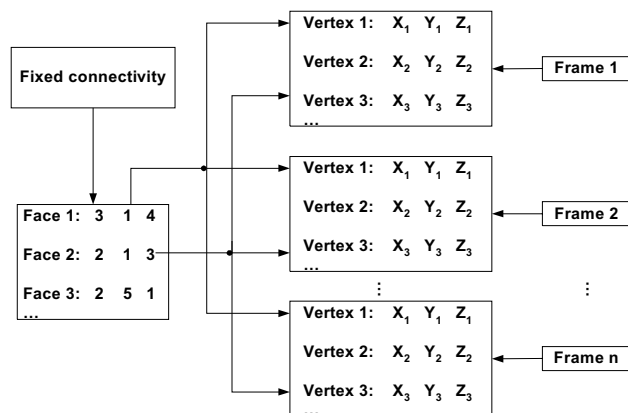 Fixed connectivity
Face 1: 3 1 4
Face 2: 2 1 3
Face 3: 2 5 1
...
Vertex 1: X₁ Y₁ Z₁
Vertex 2: X₂ Y₂ Z₂
Vertex 3: X₃ Y₃ Z₃
...
Frame 1
Vertex 1: X₁ Y₁ Z₁
Vertex 2: X₂ Y₂ Z₂
Vertex 3: X₃ Y₃ Z₃
...
Frame 2
⋮ ⋮
Vertex 1: X₁ Y₁ Z₁
Vertex 2: X₂ Y₂ Z₂
Vertex 3: X₃ Y₃ Z₃
...
Frame n